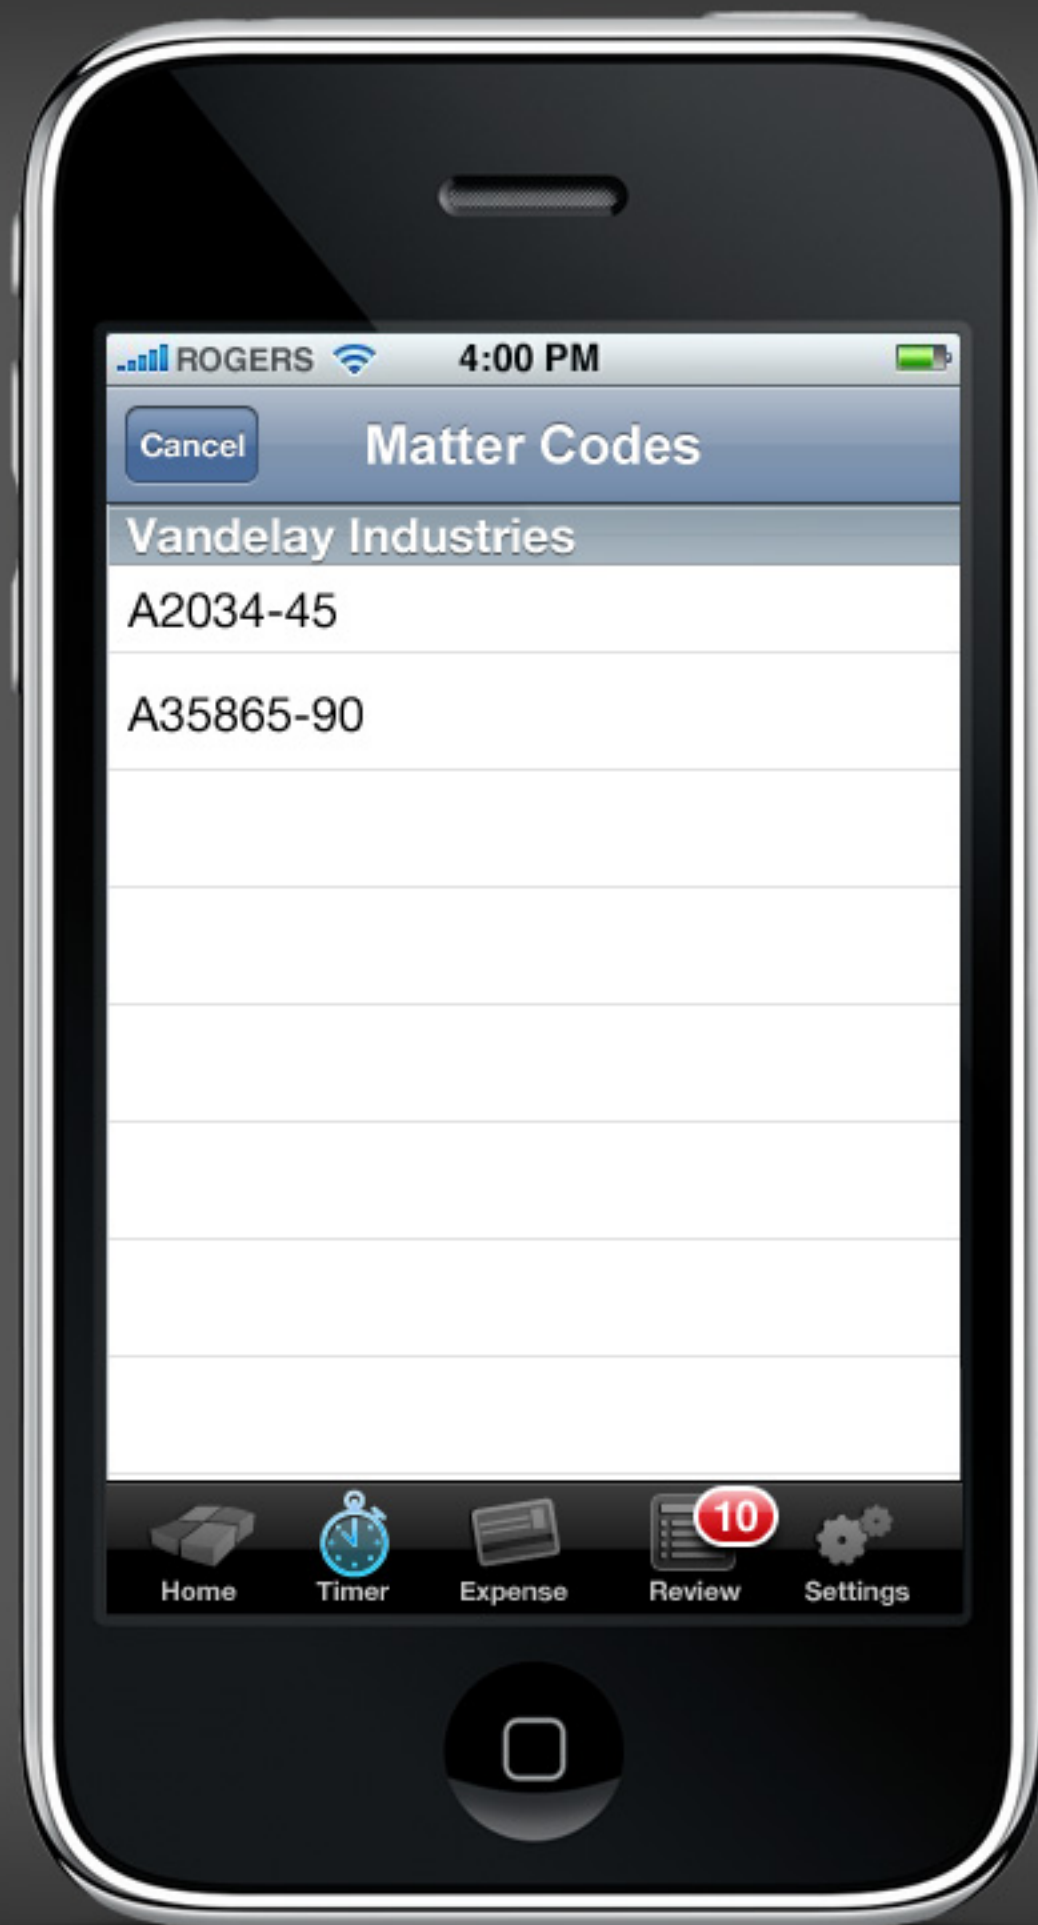 ROGERS 4:00 PM
Cancel Matter Codes
Vandelay Industries
A2034-45
A35865-90
10
Home Timer Expense Review Settings